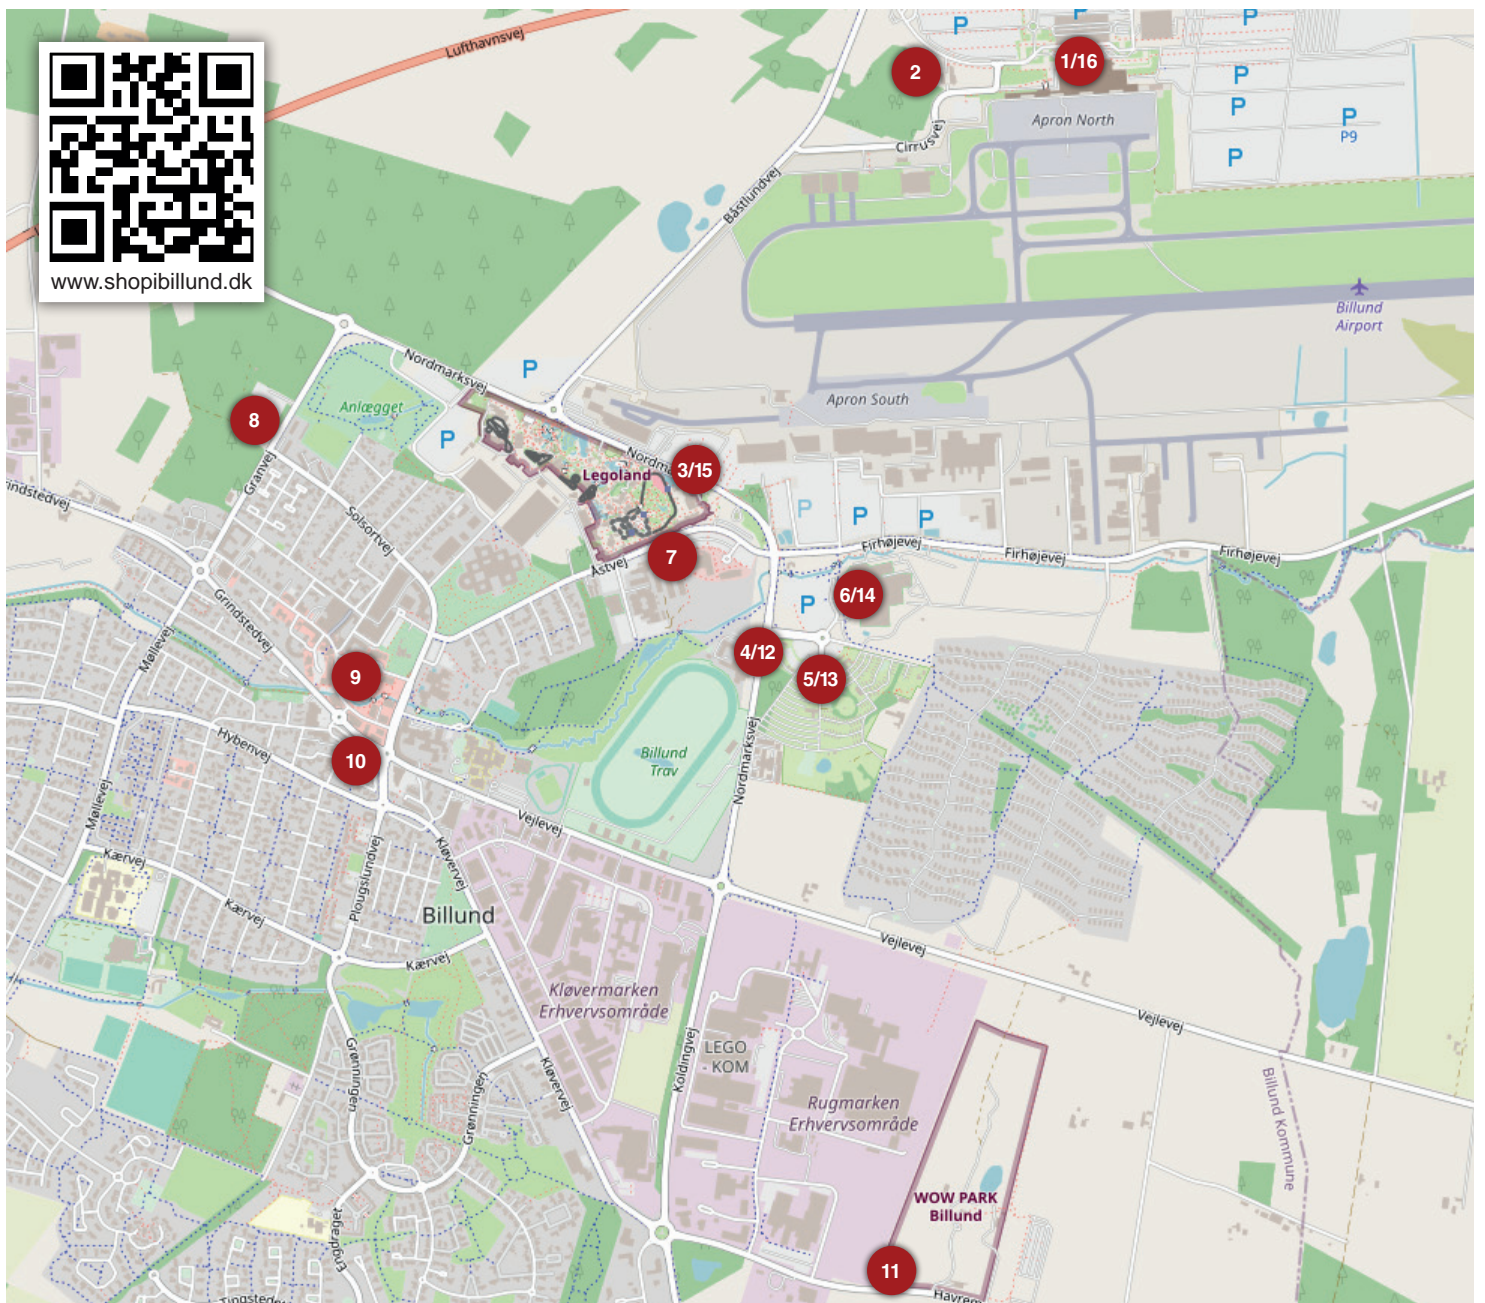 Lufthavnsvej
P
P
P
2
1/16
P
P
P
P9
P
Apron North
Cirrusvej
Båstlundvej
www.shopibillund.dk
Billund
Airport
Nordmarksvej
P
Anlægget
Apron South
8
P
Granvej
Legoland
3/15
Solsortvej
P
P
P
Firhøjevej
Firhøjevej
Firhøjevej
7
Åstvej
6/14
P
Grindstedvej
Møllevej
4/12
5/13
9
Hybenvej
10
Billund
Trav
Nordmarksvej
Møllevej
Vejlevej
Kærvej
Plougslundvej
Kløvervej
Kærvej
Billund
Kærvej
Vejlevej
Kløvermarken
Erhvervsområde
Vejlevej
Koldingvej
LEGO
- KOM
Grønningen
Kløvervej
Grønningen
Rugmarken
Erhvervsområde
Billund Kommune
WOW PARK
Billund
Engdraget
11